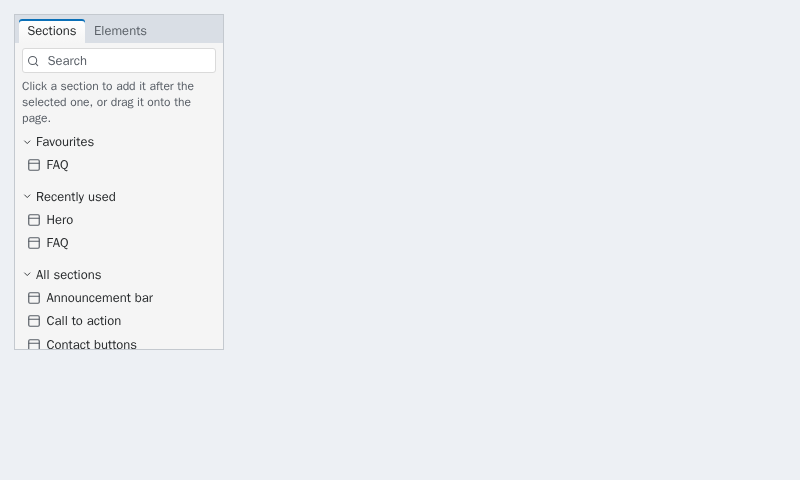 Sections
Elements
Search
Click a section to add it after the
selected one, or drag it onto the
page.
Favourites
FAQ
Recently used
Hero
FAQ
All sections
Announcement bar
Call to action
Contact buttons